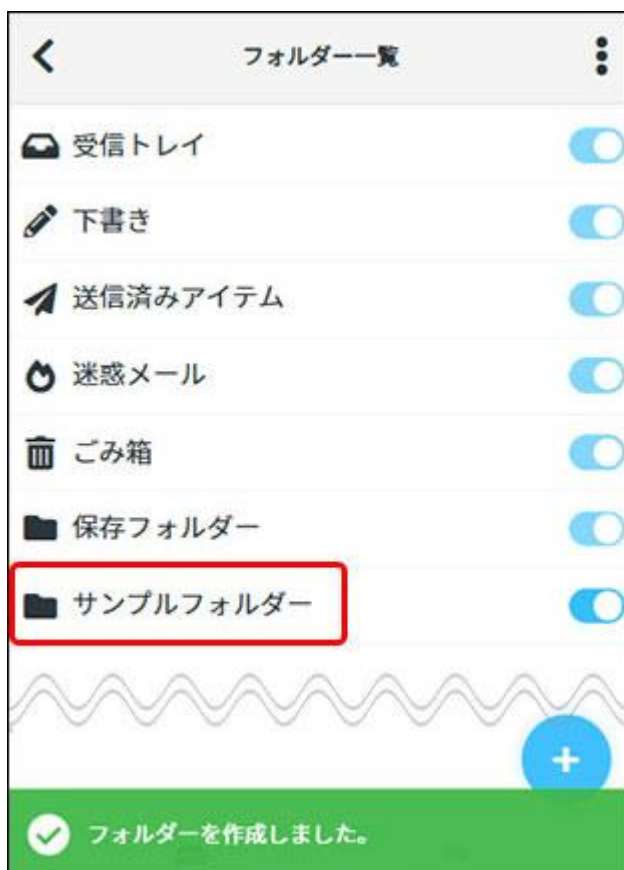 フォルダー一覧
受信トレイ
下書き
送信済みアイテム
迷惑メール
ごみ箱
保存フォルダー
サンプルフォルダー
フォルダーを作成しました。